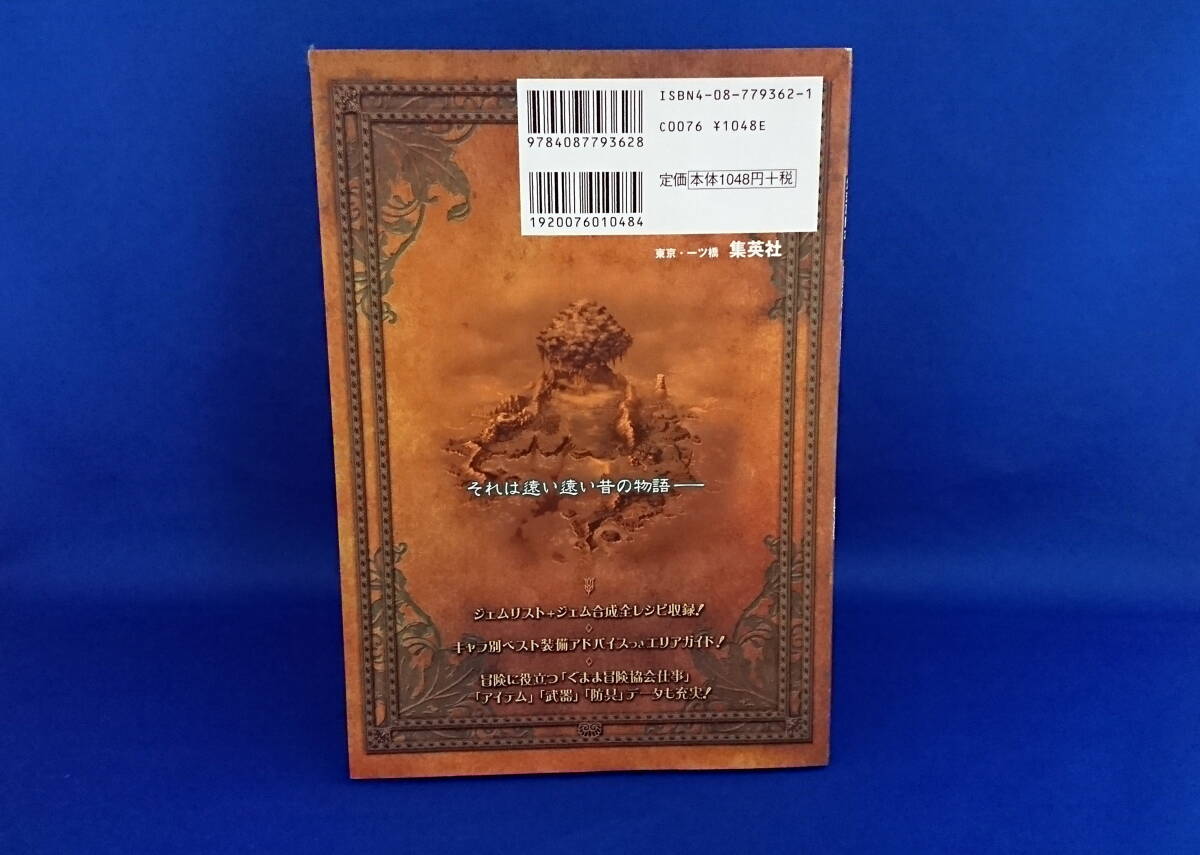 ISBN4-08-779362-1
C0076 ¥1048E
9784087793628
定価 本体1048円+税
1920076010484
東京・一ツ橋 集英社
それは遠い遠い昔の物語――
ジェムリスト+ジェム合成全レシピ収録!
キャラ別ベスト装備アドバイスつきエリアガイド!
冒険に役立つ「ぐまま冒険協会仕事」
「アイテム」「武器」「防具」データも充実!